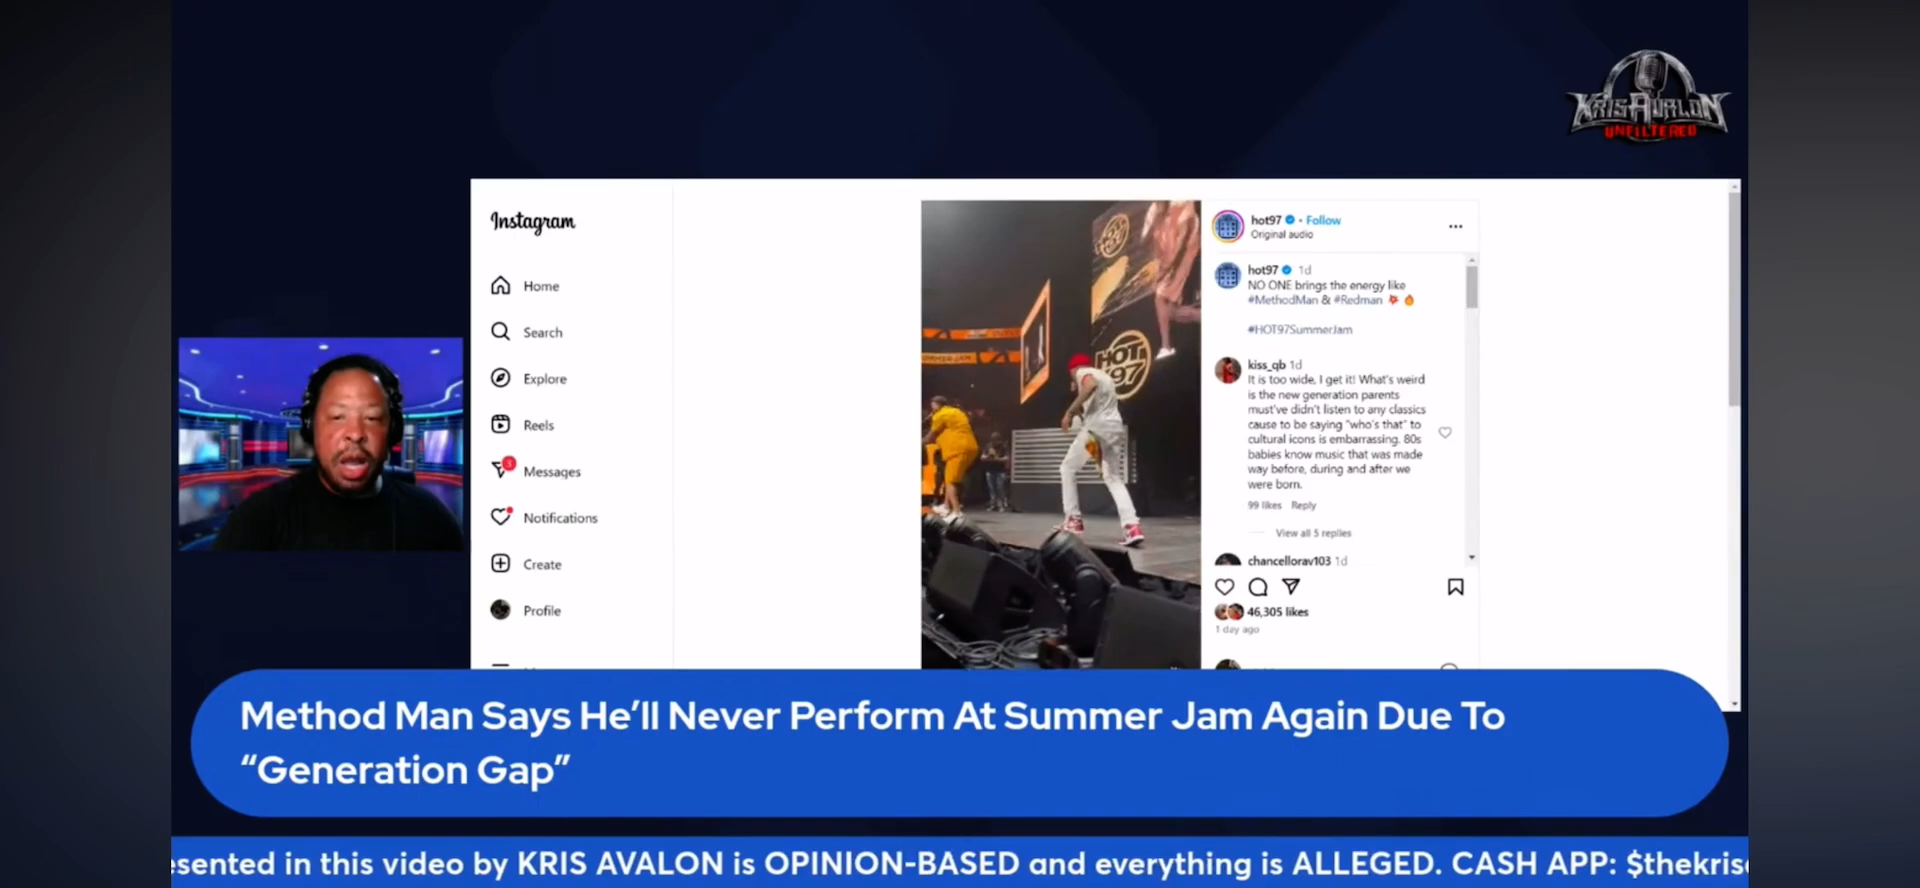 KRIS AVALON
UNFILTERED
Instagram
Home
Search
Explore
Reels
3
Messages
Notifications
Create
Profile
SUMMER JAM
HOT
97
hot97 • Follow
Original audio
hot97 1d
NO ONE brings the energy like
#MethodMan & #Redman
#HOT97SummerJam
kiss_qb 1d
It is too wide, I get it! What's weird
is the new generation parents
must've didn't listen to any classics
cause to be saying "who's that" to
cultural icons is embarrassing. 80s
babies know music that was made
way before, during and after we
were born.
99 likes Reply
View all 5 replies
chancellorav103 1d
46,305 likes
1 day ago
Method Man Says He'll Never Perform At Summer Jam Again Due To
“Generation Gap”
esented in this video by KRIS AVALON is OPINION-BASED and everything is ALLEGED. CASH APP: $thekris